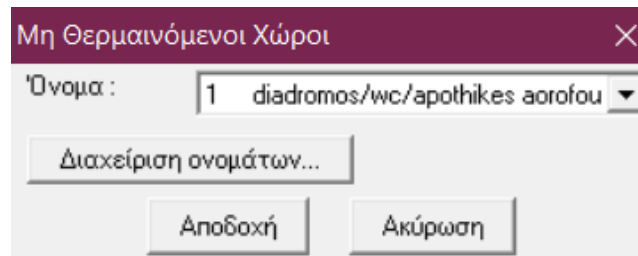 Μη Θερμαινόμενοι Χώροι
Όνομα : 1 diadromos/wc/apothikes aorofou
Διαχείριση ονομάτων...
Αποδοχή Ακύρωση